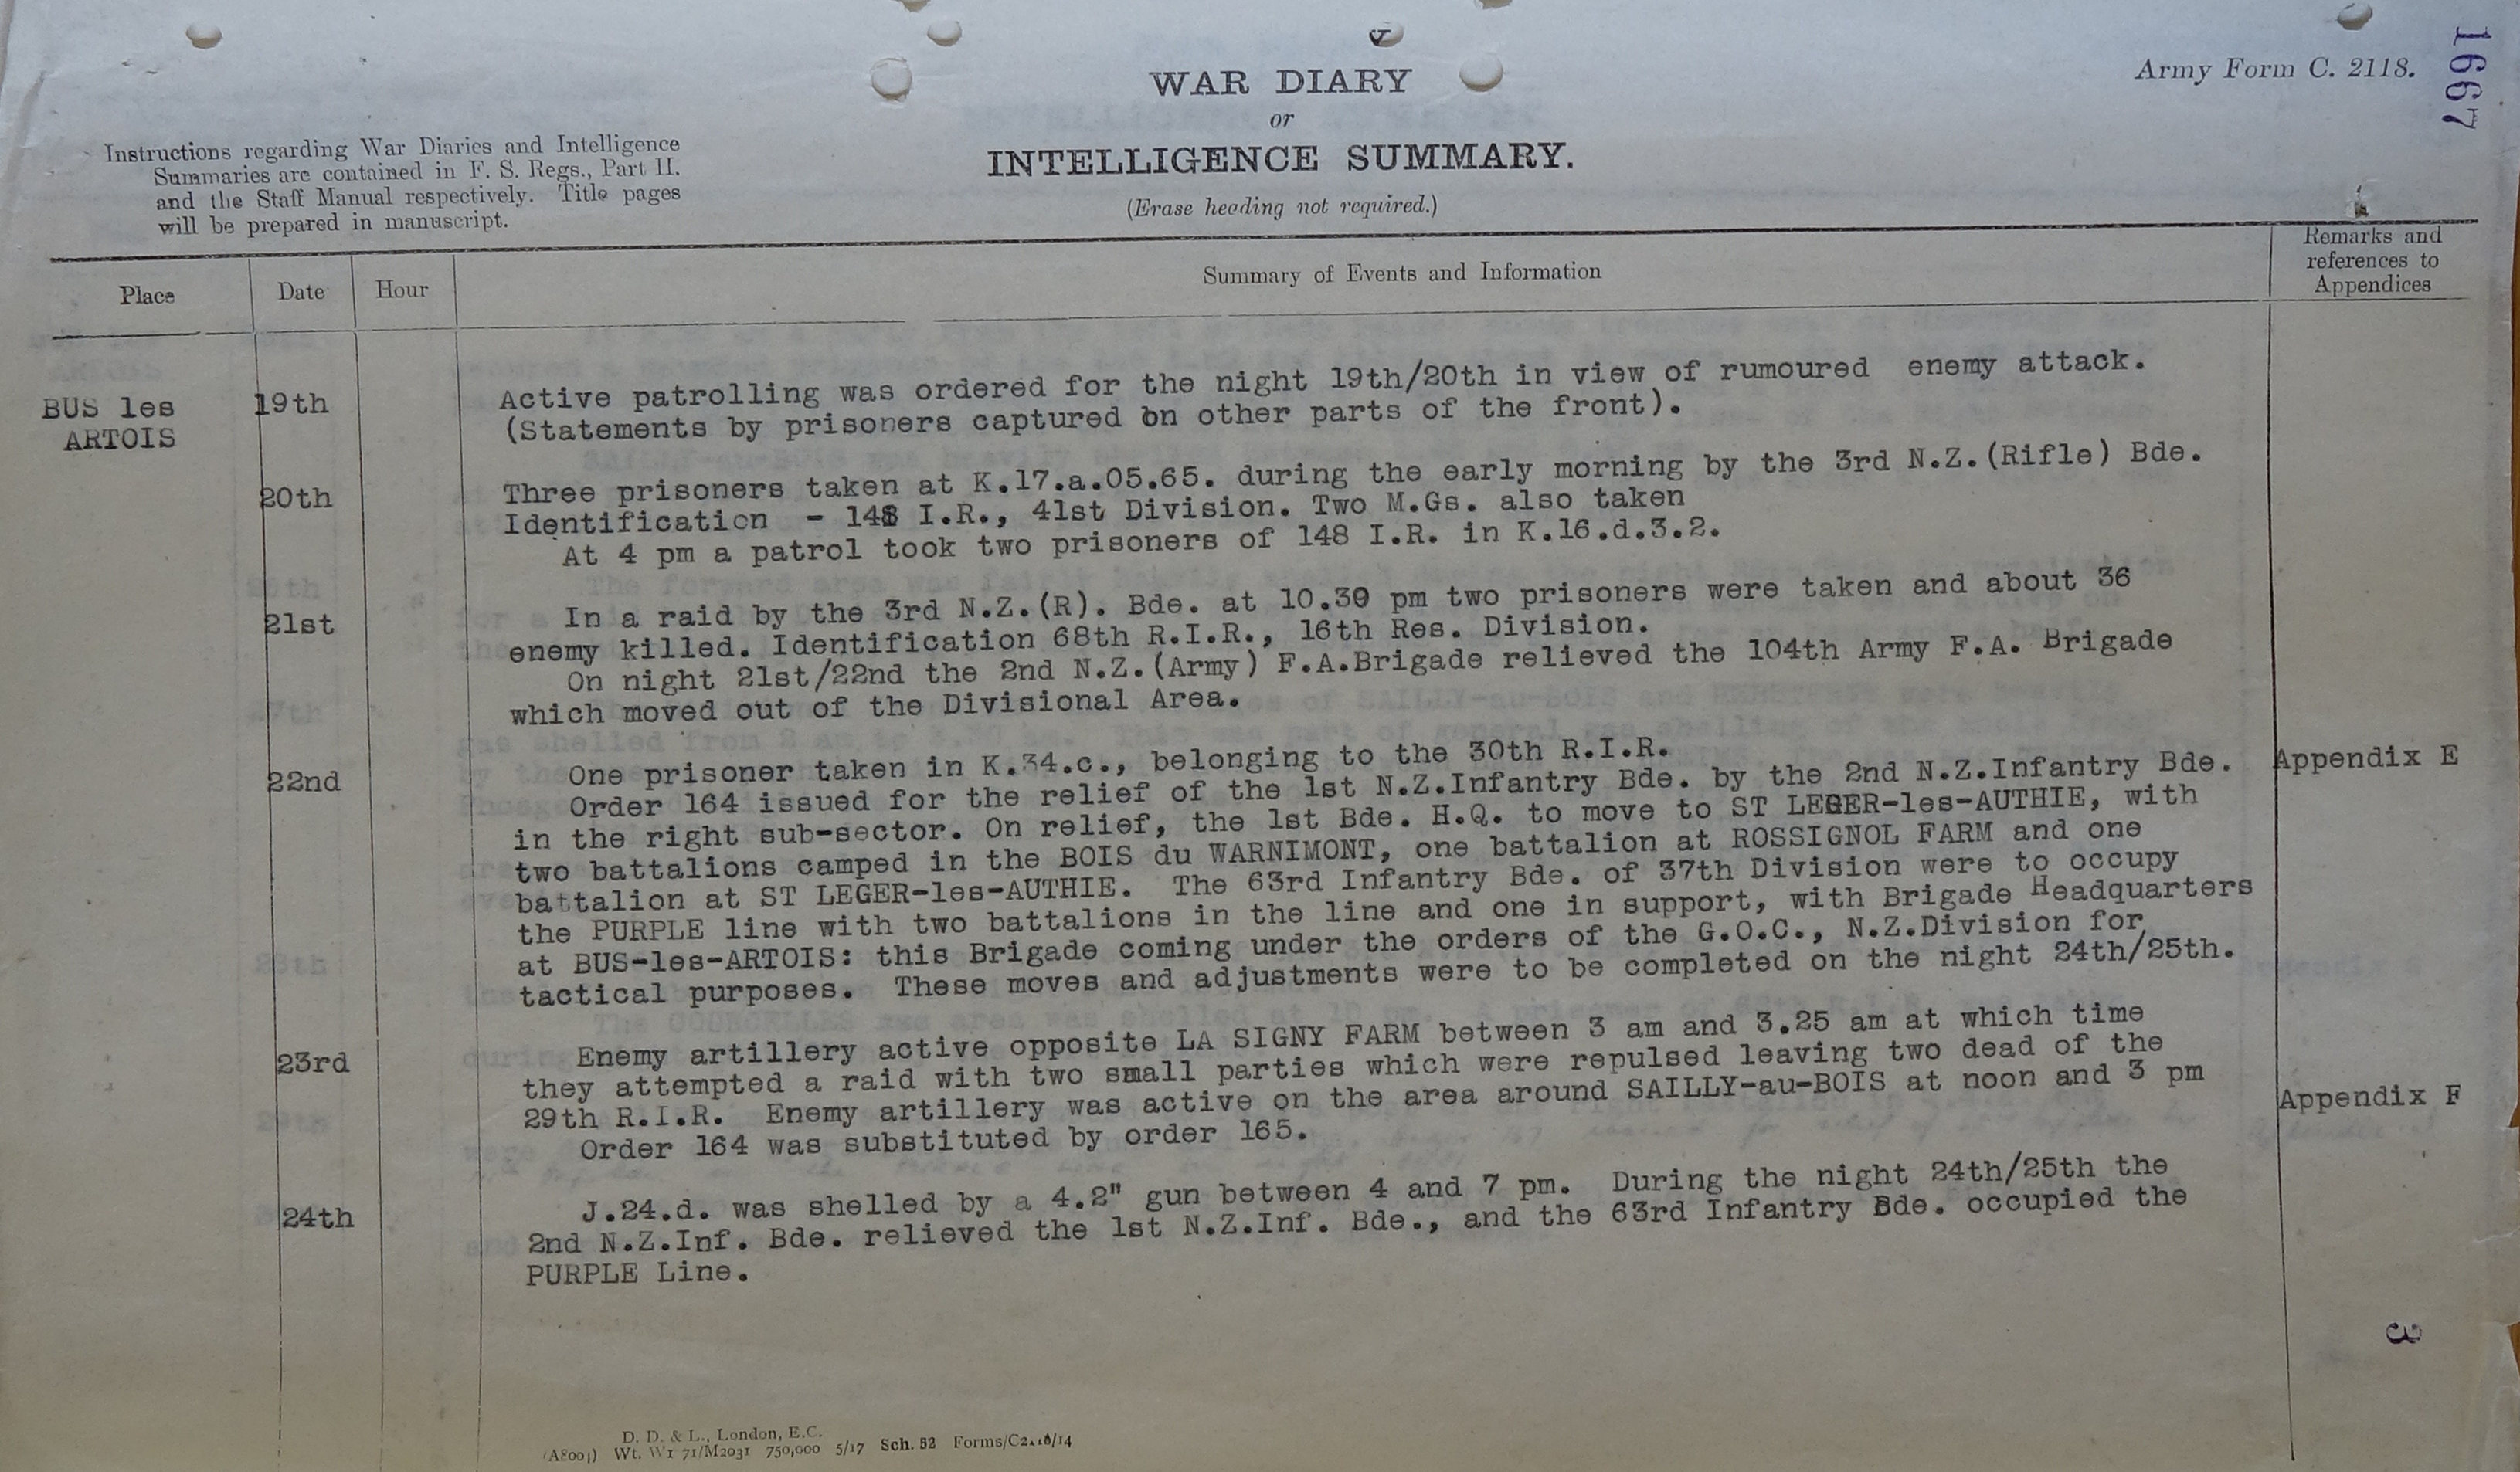 WAR DIARY
or
INTELLIGENCE SUMMARY.
(Erase heading not required.)
Army Form C. 2118.
1667
Instructions regarding War Diaries and Intelligence
Summaries are contained in F. S. Regs., Part II.
and the Staff Manual respectively. Title pages
will be prepared in manuscript.
Place
Date
Hour
Summary of Events and Information
Remarks and
references to
Appendices
BUS les
ARTOIS
19th
Active patrolling was ordered for the night 19th/20th in view of rumoured enemy attack.
(Statements by prisoners captured on other parts of the front).
20th
Three prisoners taken at K.17.a.05.65. during the early morning by the 3rd N.Z.(Rifle) Bde.
Identification - 148 I.R., 41st Division. Two M.Gs. also taken
At 4 pm a patrol took two prisoners of 148 I.R. in K.16.d.3.2.
21st
In a raid by the 3rd N.Z.(R). Bde. at 10.30 pm two prisoners were taken and about 36
enemy killed. Identification 68th R.I.R., 16th Res. Division.
On night 21st/22nd the 2nd N.Z.(Army) F.A.Brigade relieved the 104th Army F.A. Brigade
which moved out of the Divisional Area.
22nd
One prisoner taken in K.34.c., belonging to the 30th R.I.R.
Appendix E
Order 164 issued for the relief of the 1st N.Z.Infantry Bde. by the 2nd N.Z.Infantry Bde.
in the right sub-sector. On relief, the 1st Bde. H.Q. to move to ST LEGER-les-AUTHIE, with
two battalions camped in the BOIS du WARNIMONT, one battalion at ROSSIGNOL FARM and one
battalion at ST LEGER-les-AUTHIE. The 63rd Infantry Bde. of 37th Division were to occupy
the PURPLE line with two battalions in the line and one in support, with Brigade Headquarters
at BUS-les-ARTOIS: this Brigade coming under the orders of the G.O.C., N.Z.Division for
tactical purposes. These moves and adjustments were to be completed on the night 24th/25th.
23rd
Enemy artillery active opposite LA SIGNY FARM between 3 am and 3.25 am at which time
they attempted a raid with two small parties which were repulsed leaving two dead of the
29th R.I.R. Enemy artillery was active on the area around SAILLY-au-BOIS at noon and 3 pm
Order 164 was substituted by order 165.
Appendix F
24th
J.24.d. was shelled by a 4.2" gun between 4 and 7 pm. During the night 24th/25th the
2nd N.Z.Inf. Bde. relieved the 1st N.Z.Inf. Bde., and the 63rd Infantry Bde. occupied the
PURPLE Line.
3
D. D. & L., London, E.C.
(A8001) Wt. W1 71/M2031 750,000 5/17 Sch. 52 Forms/C2118/14